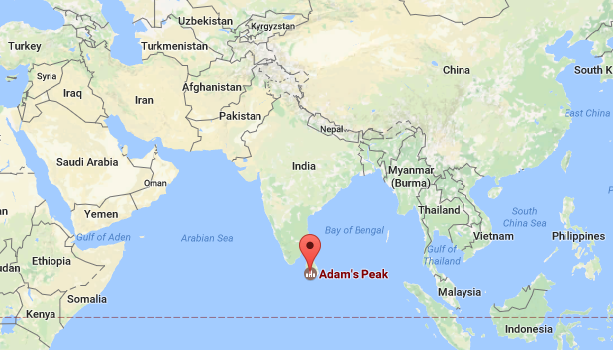 Uzbekistan
Kyrgyzstan
Turkey
Turkmenistan
Syra
Afghanistan
China
South K
Iraq
Iran
East China
Pakistan
Nepal
Saudi Arabia
India
Oman
Myanmar
(Burma)
Yemen
Thailand
South
China Sea
Gulf of Aden
Arabian Sea
Bay of Bengal
Vietnam
Philippines
Ethiopia
Gulf of
Thailand
Adam's Peak
Somalia
Malaysia
Kenya
Indonesia